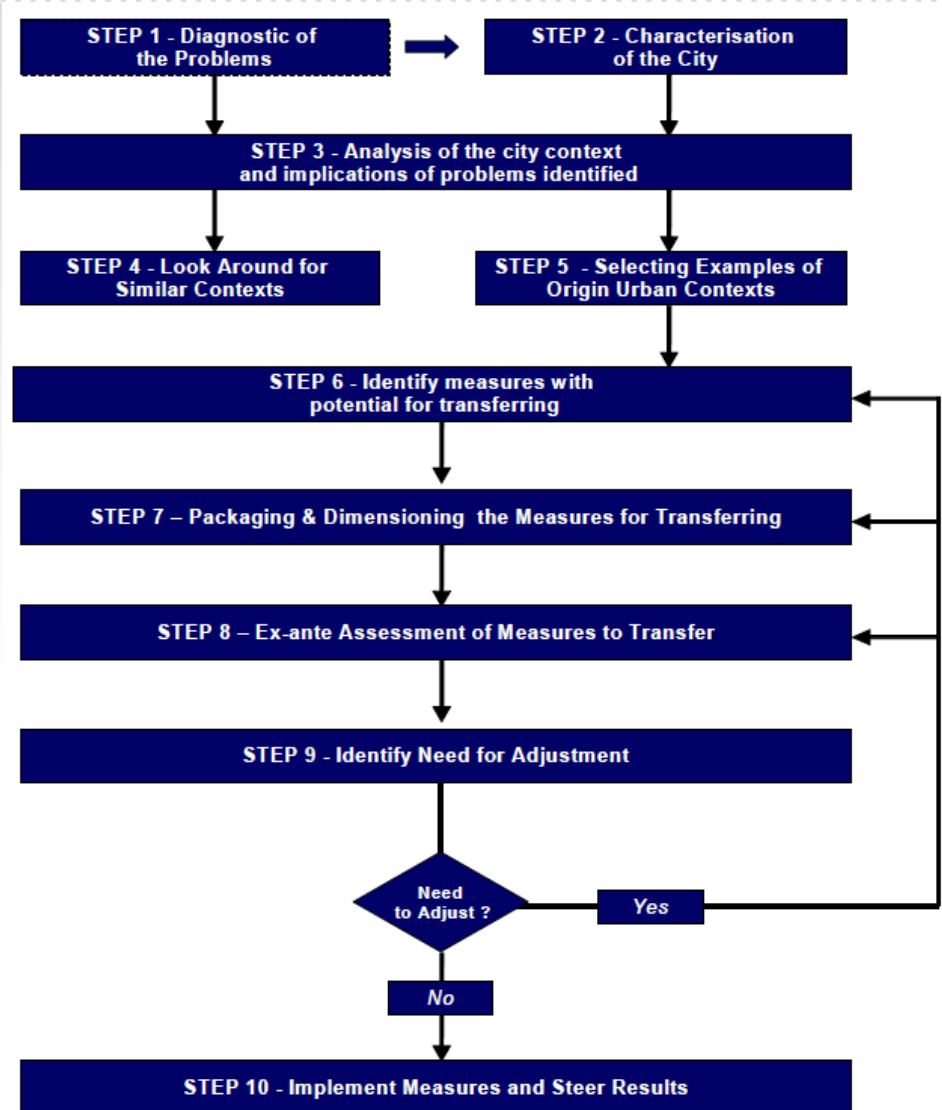 STEP 1 - Diagnostic of
the Problems
STEP 2 - Characterisation
of the City
STEP 3 - Analysis of the city context
and implications of problems identified
STEP 4 - Look Around for
Similar Contexts
STEP 5 - Selecting Examples of
Origin Urban Contexts
STEP 6 - Identify measures with
potential for transferring
STEP 7 – Packaging & Dimensioning the Measures for Transferring
STEP 8 – Ex-ante Assessment of Measures to Transfer
STEP 9 - Identify Need for Adjustment
Need
to Adjust ?
Yes
No
STEP 10 - Implement Measures and Steer Results